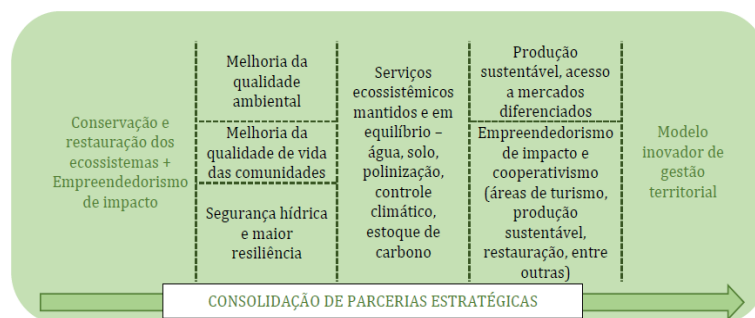 Conservação e
restauração dos
ecossistemas +
Empreendedorismo
de impacto
Melhoria da
qualidade
ambiental
Melhoria da
qualidade de vida
das comunidades
Segurança hídrica
e maior
resiliência
Serviços
ecossistêmicos
mantidos e em
equilíbrio –
água, solo,
polinização,
controle
climático,
estoque de
carbono
Produção
sustentável, acesso
a mercados
diferenciados
Empreendedorismo
de impacto e
cooperativismo
(áreas de turismo,
produção
sustentável,
restauração, entre
outras)
Modelo
inovador de
gestão
territorial
CONSOLIDAÇÃO DE PARCERIAS ESTRATÉGICAS